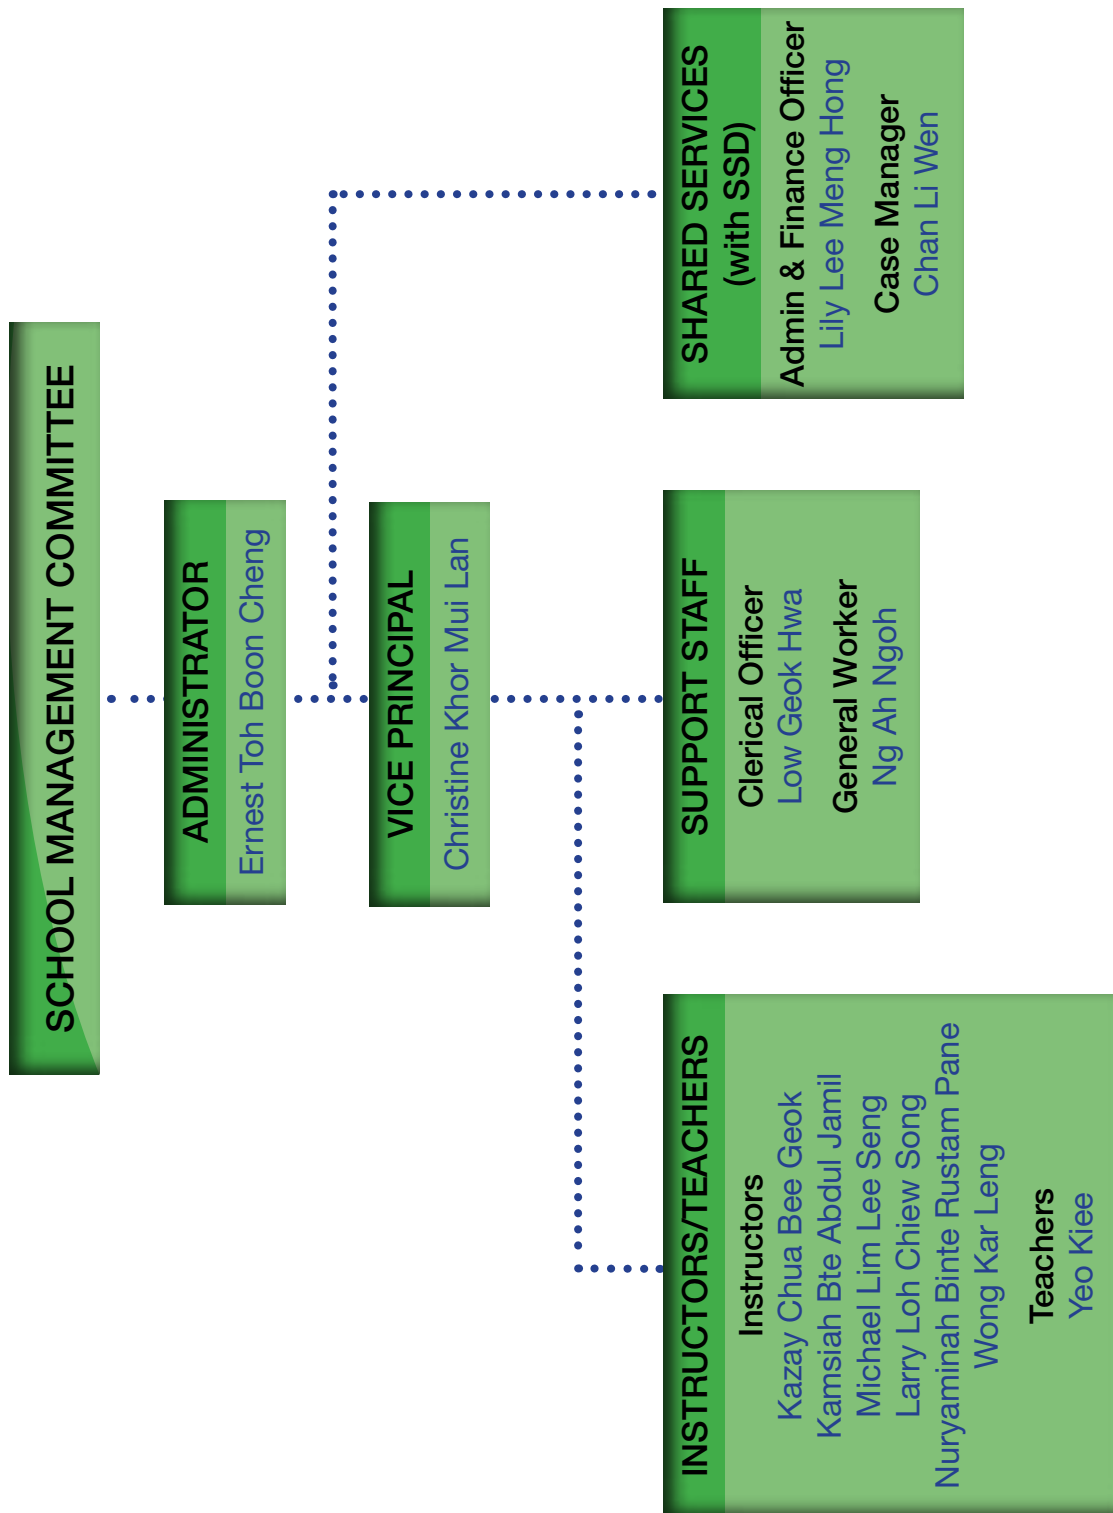 SCHOOL MANAGEMENT COMMITTEE
ADMINISTRATOR
Ernest Toh Boon Cheng
VICE PRINCIPAL
Christine Khor Mui Lan
INSTRUCTORS/TEACHERS
Instructors
Kazay Chua Bee Geok
Kamsiah Bte Abdul Jamil
Michael Lim Lee Seng
Larry Loh Chiew Song
Nuryaminah Binte Rustam Pane
Wong Kar Leng
Teachers
Yeo Kiee
SUPPORT STAFF
Clerical Officer
Low Geok Hwa
General Worker
Ng Ah Ngoh
SHARED SERVICES
(with SSD)
Admin & Finance Officer
Lily Lee Meng Hong
Case Manager
Chan Li Wen